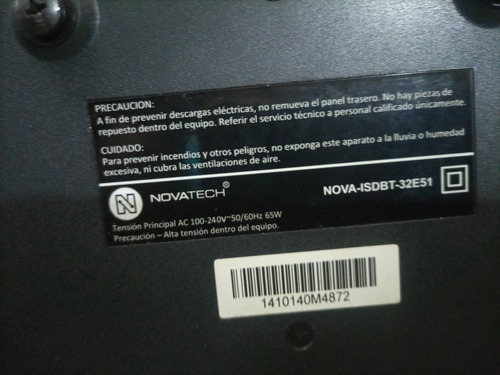 PRECAUCION:
A fin de prevenir descargas eléctricas, no remueva el panel trasero. No hay piezas de
repuesto dentro del equipo. Referir el servicio técnico a personal calificado únicamente.
CUIDADO:
Para prevenir incendios y otros peligros, no exponga este aparato a la lluvia o humedad
excesiva, ni cubra las ventilaciones de aire.
N NOVATECH® NOVA-ISDBT-32E51
Tensión Principal AC 100-240V~50/60Hz 65W
Precaución – Alta tensión dentro del equipo.
1410140M4872